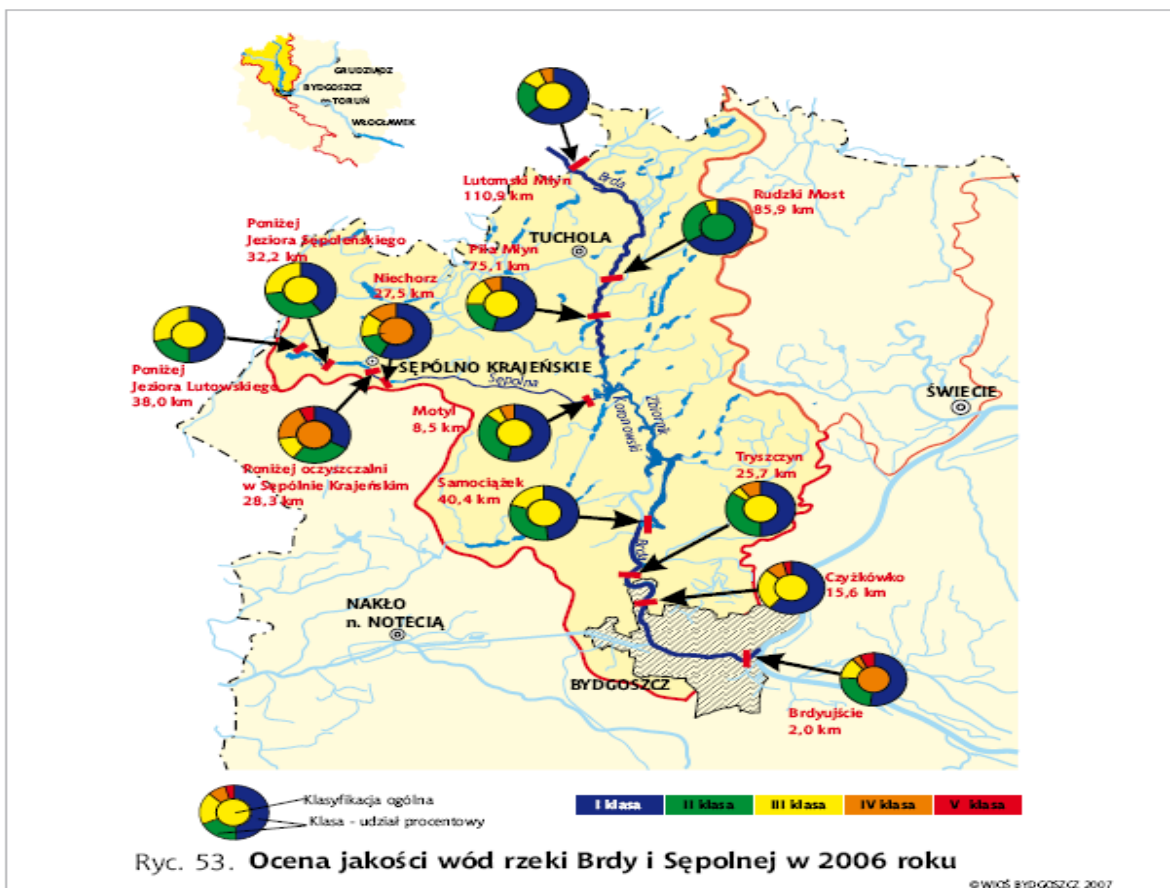 GRUDZIĄDZ
BYDGOSZCZ
TORUŃ
WŁOCŁAWEK
Lutomski Młyn
110,9 km
Brda
Rudzki Most
85,9 km
TUCHOLA
Piła Młyn
75,1 km
Poniżej
Jeziora Sępoleńskiego
32,2 km
Niechorz
27,5 km
SĘPÓLNO KRAJEŃSKIE
Sępolna
Poniżej
Jeziora Lutowskiego
38,0 km
Motyl
8,5 km
Zbiornik
Koronowski
ŚWIECIE
Poniżej oczyszczalni
w Sępólnie Krajeńskim
28,3 km
Samociążek
40,4 km
Tryszczyn
25,7 km
Brda
Czyżkówko
15,6 km
NAKŁO
n. NOTECIĄ
BYDGOSZCZ
Brdyujście
2,0 km
Klasyfikacja ogólna
Klasa - udział procentowy
I klasa II klasa III klasa IV klasa V klasa
Ryc. 53. Ocena jakości wód rzeki Brdy i Sępolnej w 2006 roku
©WIOŚ BYDGOSZCZ 2007